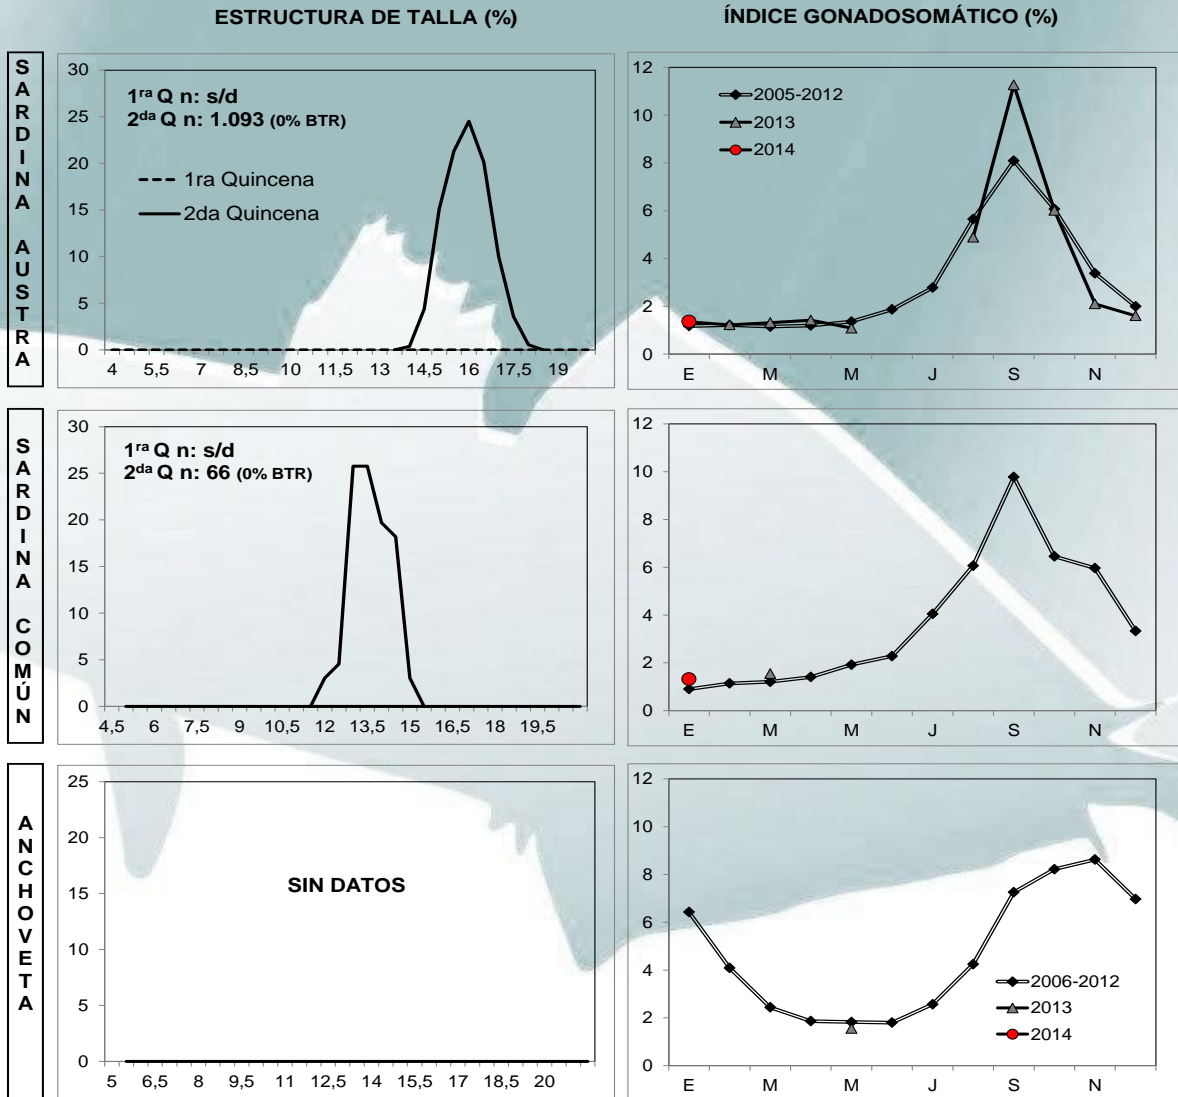 ESTRUCTURA DE TALLA (%)
ÍNDICE GONADOSOMÁTICO (%)
SARDINA AUSTRA
30
25
20
15
10
5
0
1ra Q n: s/d
2da Q n: 1.093 (0% BTR)
1ra Quincena
2da Quincena
4 5,5 7 8,5 10 11,5 13 14,5 16 17,5 19
12
10
8
6
4
2
0
2005-2012
2013
2014
E M M J S N
SARDINA COMÚN
30
25
20
15
10
5
0
1ra Q n: s/d
2da Q n: 66 (0% BTR)
4,5 6 7,5 9 10,5 12 13,5 15 16,5 18 19,5
12
10
8
6
4
2
0
E M M J S N
ANCHOVETA
25
20
15
10
5
0
SIN DATOS
5 6,5 8 9,5 11 12,5 14 15,5 17 18,5 20
12
10
8
6
4
2
0
2006-2012
2013
2014
E M M J S N